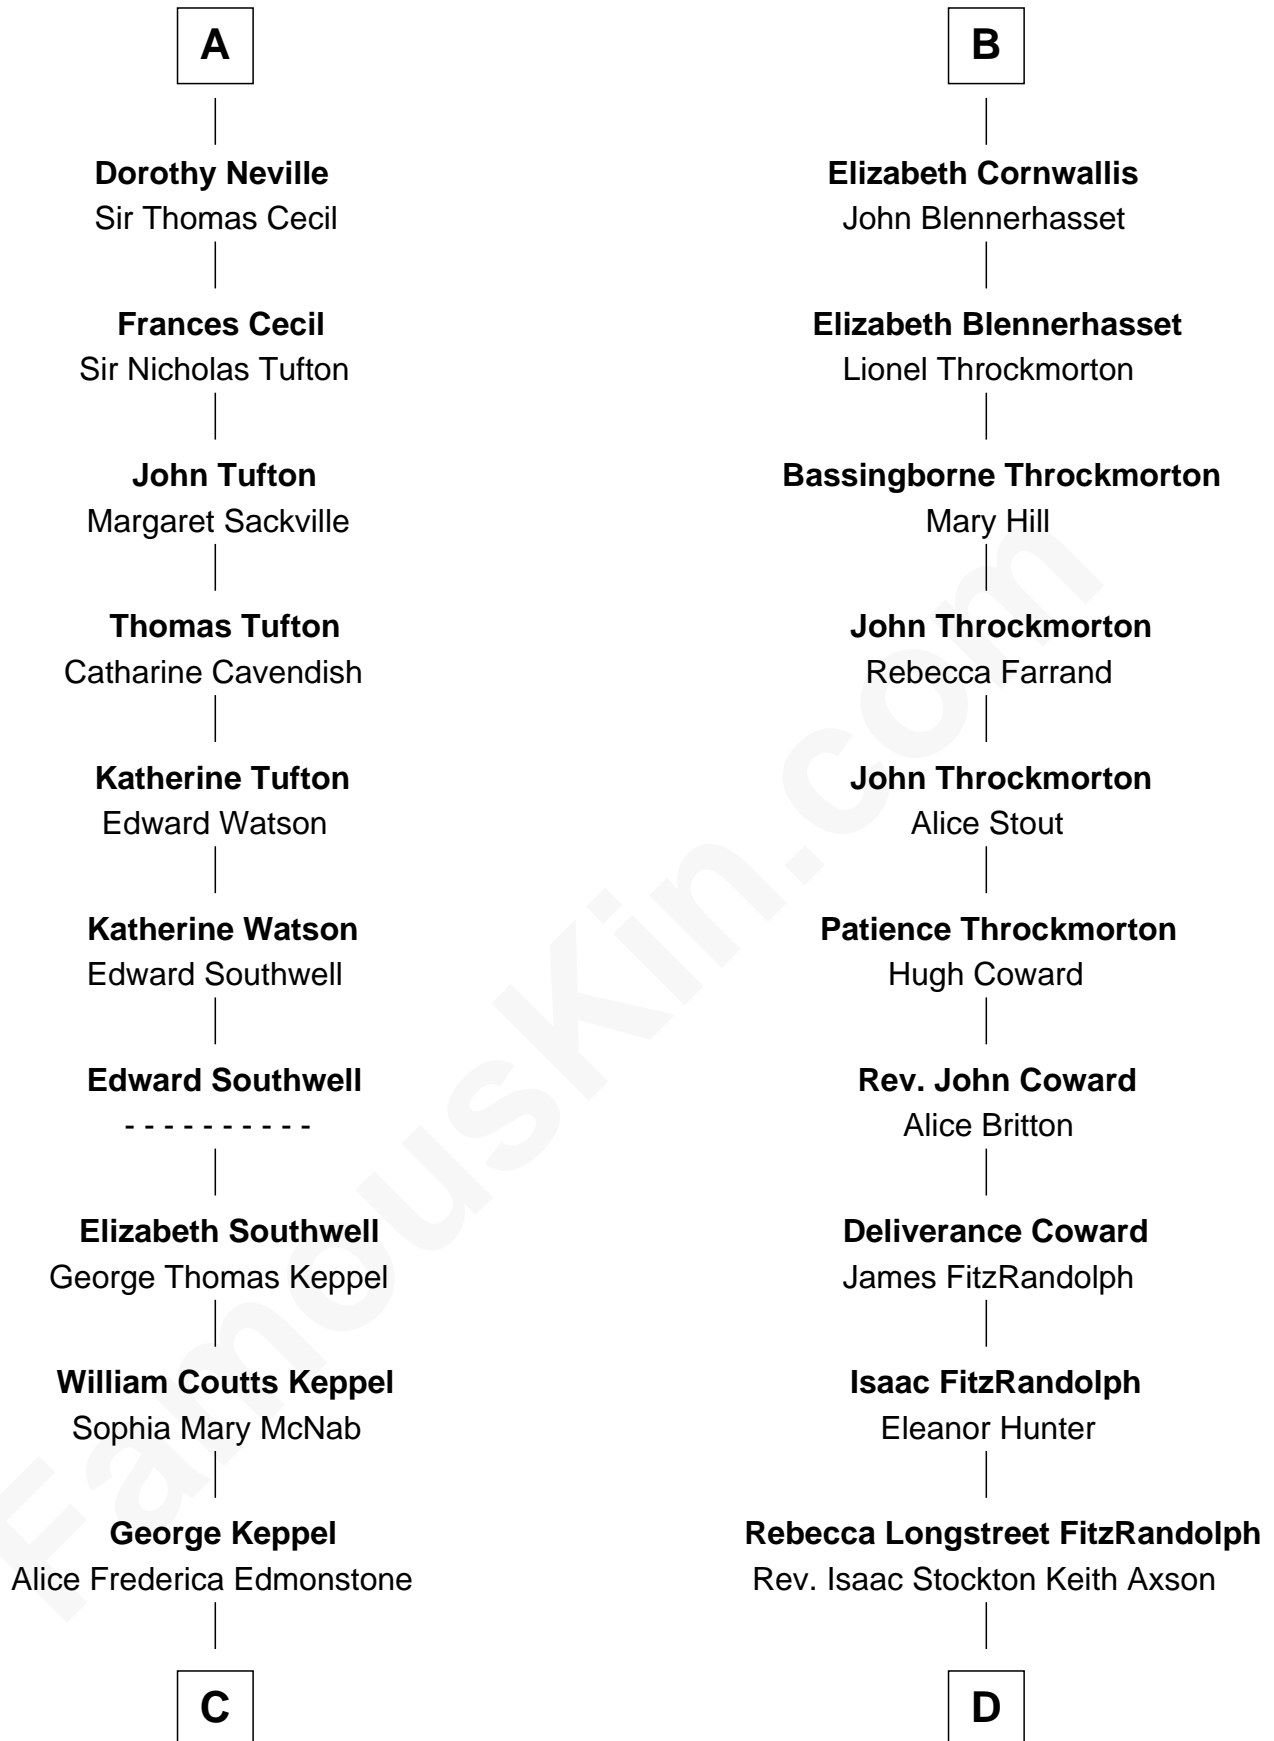 A
Dorothy Neville
Sir Thomas Cecil
Frances Cecil
Sir Nicholas Tufton
John Tufton
Margaret Sackville
Thomas Tufton
Catharine Cavendish
Katherine Tufton
Edward Watson
Katherine Watson
Edward Southwell
Edward Southwell
- - - - - - - - - -
Elizabeth Southwell
George Thomas Keppel
William Coutts Keppel
Sophia Mary McNab
George Keppel
Alice Frederica Edmonstone
C
B
Elizabeth Cornwallis
John Blennerhasset
Elizabeth Blennerhasset
Lionel Throckmorton
Bassingborne Throckmorton
Mary Hill
John Throckmorton
Rebecca Farrand
John Throckmorton
Alice Stout
Patience Throckmorton
Hugh Coward
Rev. John Coward
Alice Britton
Deliverance Coward
James FitzRandolph
Isaac FitzRandolph
Eleanor Hunter
Rebecca Longstreet FitzRandolph
Rev. Isaac Stockton Keith Axson
D
FamousKin.com